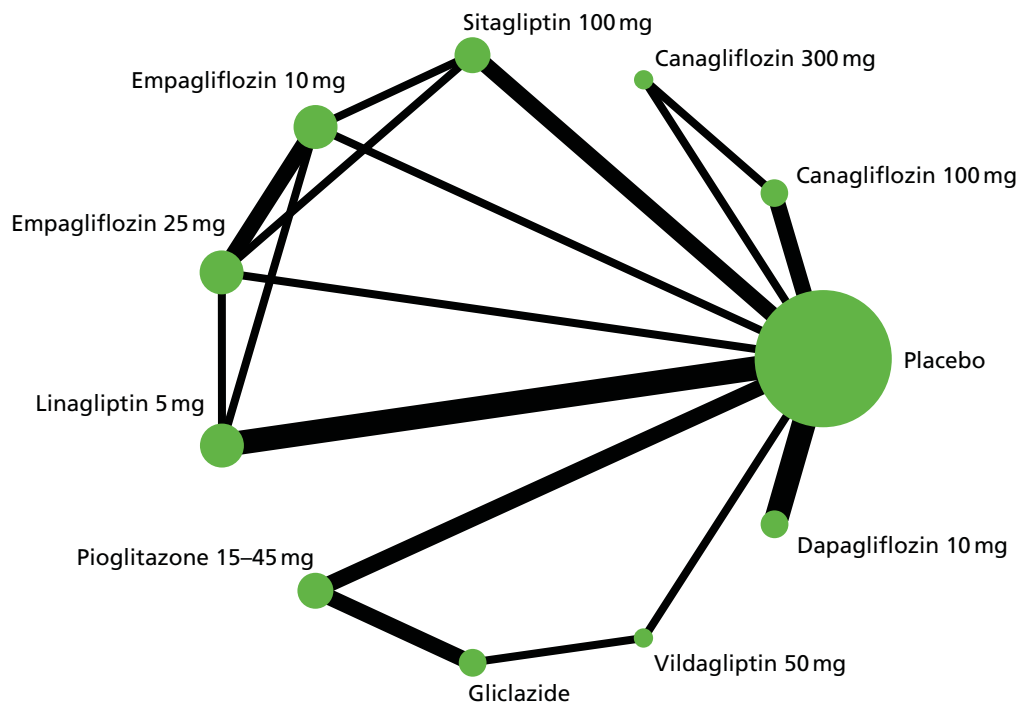 Sitagliptin 100 mg
Canagliflozin 300 mg
Empagliflozin 10 mg
Canagliflozin 100 mg
Empagliflozin 25 mg
Placebo
Linagliptin 5 mg
Dapagliflozin 10 mg
Pioglitazone 15–45 mg
Vildagliptin 50 mg
Gliclazide